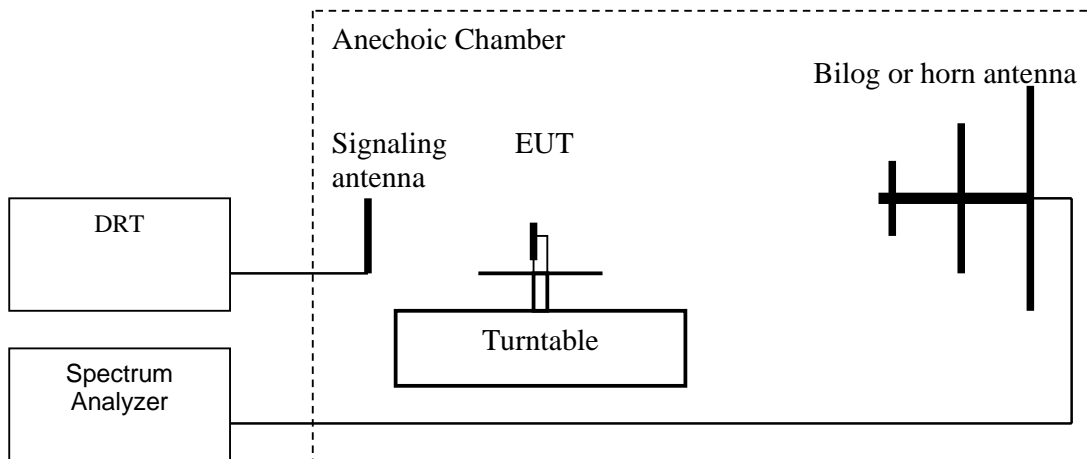 Anechoic Chamber
Bilog or horn antenna
Signaling
antenna
EUT
DRT
Turntable
Spectrum
Analyzer